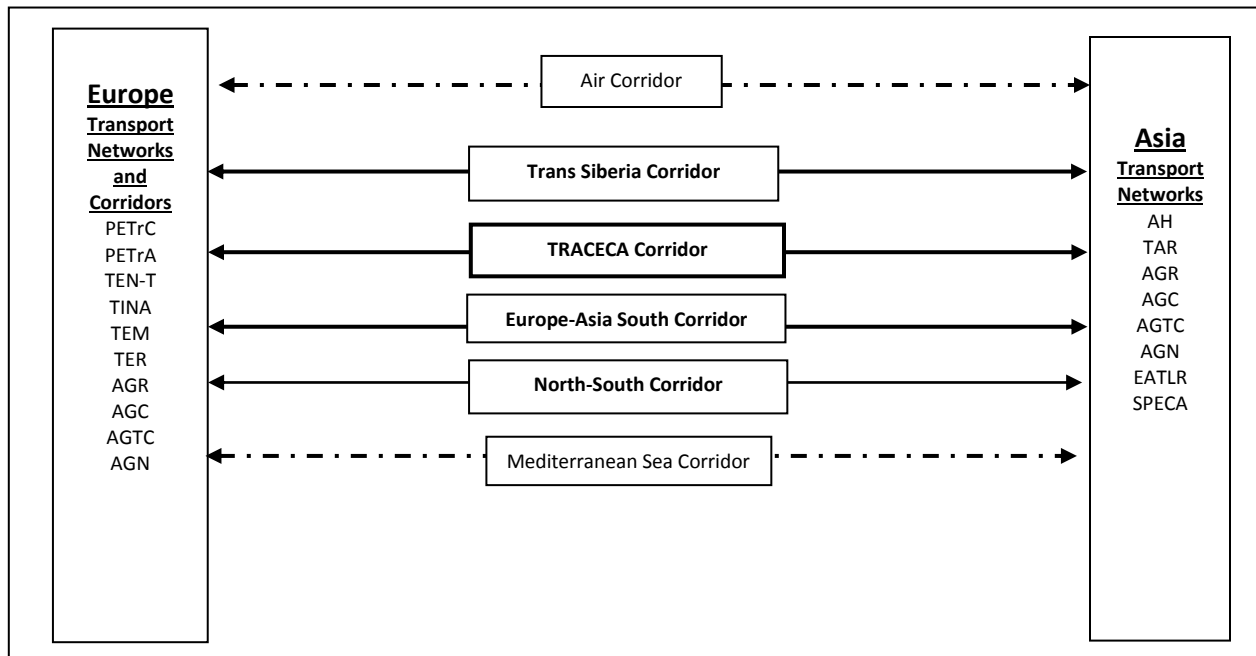 Europe
Transport
Networks
and
Corridors
PETrC
PETrA
TEN-T
TINA
TEM
TER
AGR
AGC
AGTC
AGN
Air Corridor
Trans Siberia Corridor
TRACECA Corridor
Europe-Asia South Corridor
North-South Corridor
Mediterranean Sea Corridor
Asia
Transport
Networks
AH
TAR
AGR
AGC
AGTC
AGN
EATLR
SPECA